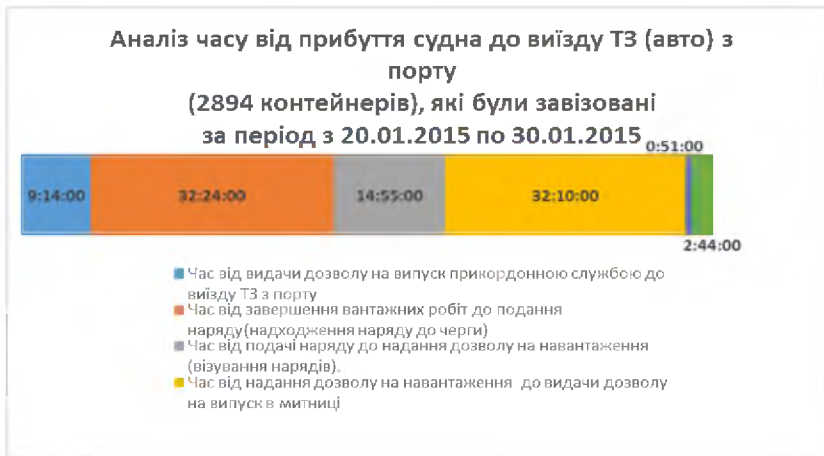 Аналіз часу від прибуття судна до виїзду ТЗ (авто) з
порту
(2894 контейнерів), які були завізовані
за період з 20.01.2015 по 30.01.2015
0:51:00
9:14:00 32:24:00 14:55:00 32:10:00
2:44:00
Час від видачи дозволу на випуск прикордонною службою до
виїзду ТЗ з порту
Час від завершення вантажних робіт до подання
наряду(надходження наряду до черги)
Час від подачі наряду до надання дозволу на навантаження
(візування нарядів).
Час від надання дозволу на навантаження до видачі дозволу
на випуск в митниці